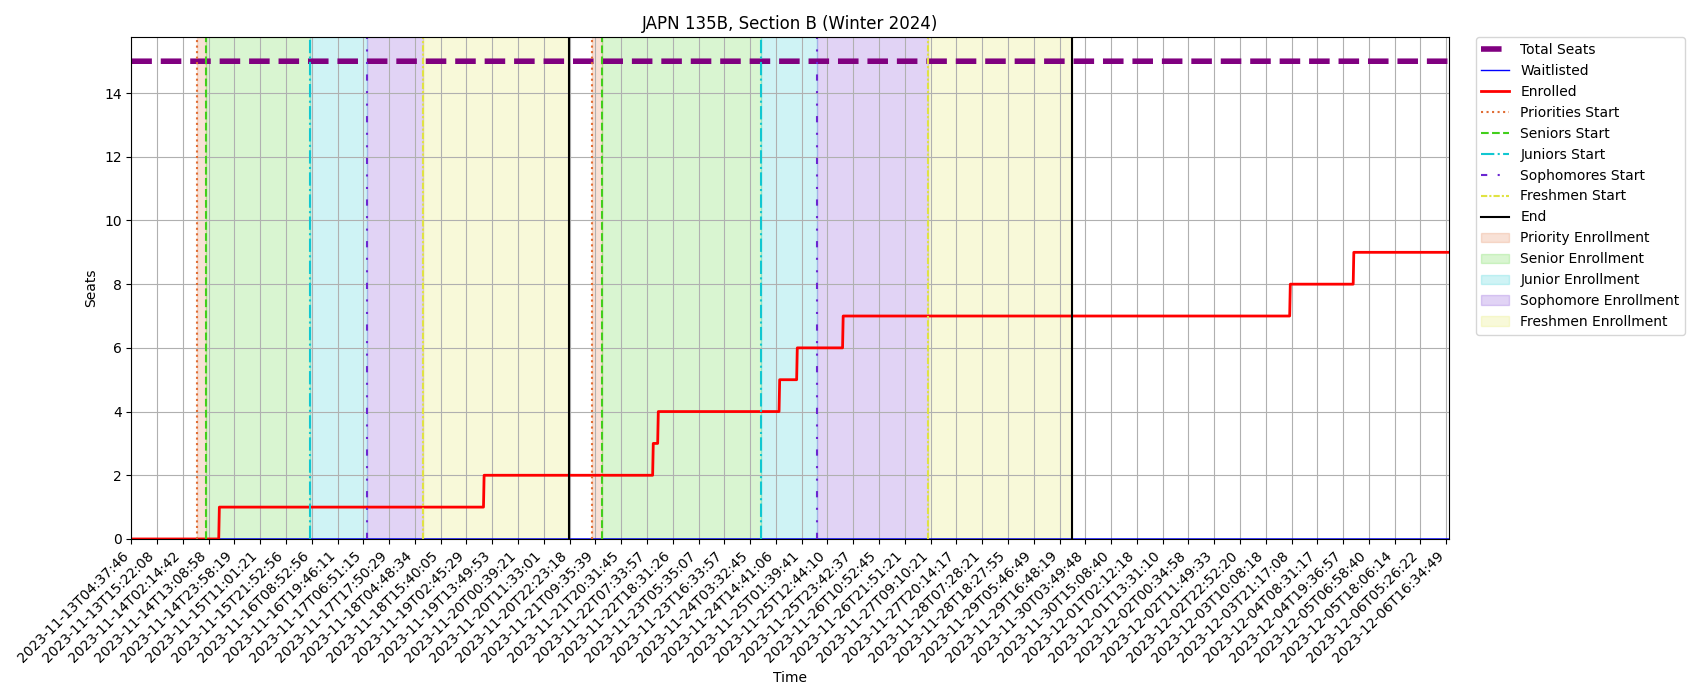 JAPN 135B, Section B (Winter 2024)
Total Seats
Waitlisted
Enrolled
Priorities Start
Seniors Start
Juniors Start
Sophomores Start
Freshmen Start
End
Priority Enrollment
Senior Enrollment
Junior Enrollment
Sophomore Enrollment
Freshmen Enrollment
Seats
14
12
10
8
6
4
2
0
2023-11-13T04:37:46
2023-11-13T15:22:08
2023-11-14T02:14:42
2023-11-14T13:08:58
2023-11-14T23:58:19
2023-11-15T11:01:21
2023-11-15T21:52:56
2023-11-16T08:52:56
2023-11-16T19:46:11
2023-11-17T06:51:15
2023-11-17T17:50:29
2023-11-18T04:48:34
2023-11-18T15:40:05
2023-11-19T02:45:29
2023-11-19T13:49:53
2023-11-20T00:39:21
2023-11-20T11:33:01
2023-11-20T22:23:18
2023-11-21T09:35:39
2023-11-21T20:31:45
2023-11-22T07:33:57
2023-11-22T18:31:26
2023-11-23T05:35:07
2023-11-23T16:33:57
2023-11-24T03:32:45
2023-11-24T14:41:06
2023-11-25T01:39:41
2023-11-25T12:44:10
2023-11-25T23:42:37
2023-11-26T10:52:45
2023-11-26T21:51:21
2023-11-27T09:10:21
2023-11-27T20:14:17
2023-11-28T07:28:21
2023-11-28T18:27:55
2023-11-29T05:46:49
2023-11-29T16:48:19
2023-11-30T03:49:48
2023-11-30T15:08:40
2023-12-01T02:12:18
2023-12-01T13:31:10
2023-12-02T00:34:58
2023-12-02T11:49:33
2023-12-02T22:52:20
2023-12-03T10:08:18
2023-12-03T21:17:08
2023-12-04T08:31:17
2023-12-04T19:36:57
2023-12-05T06:58:40
2023-12-05T18:06:14
2023-12-06T05:26:22
2023-12-06T16:34:49
Time